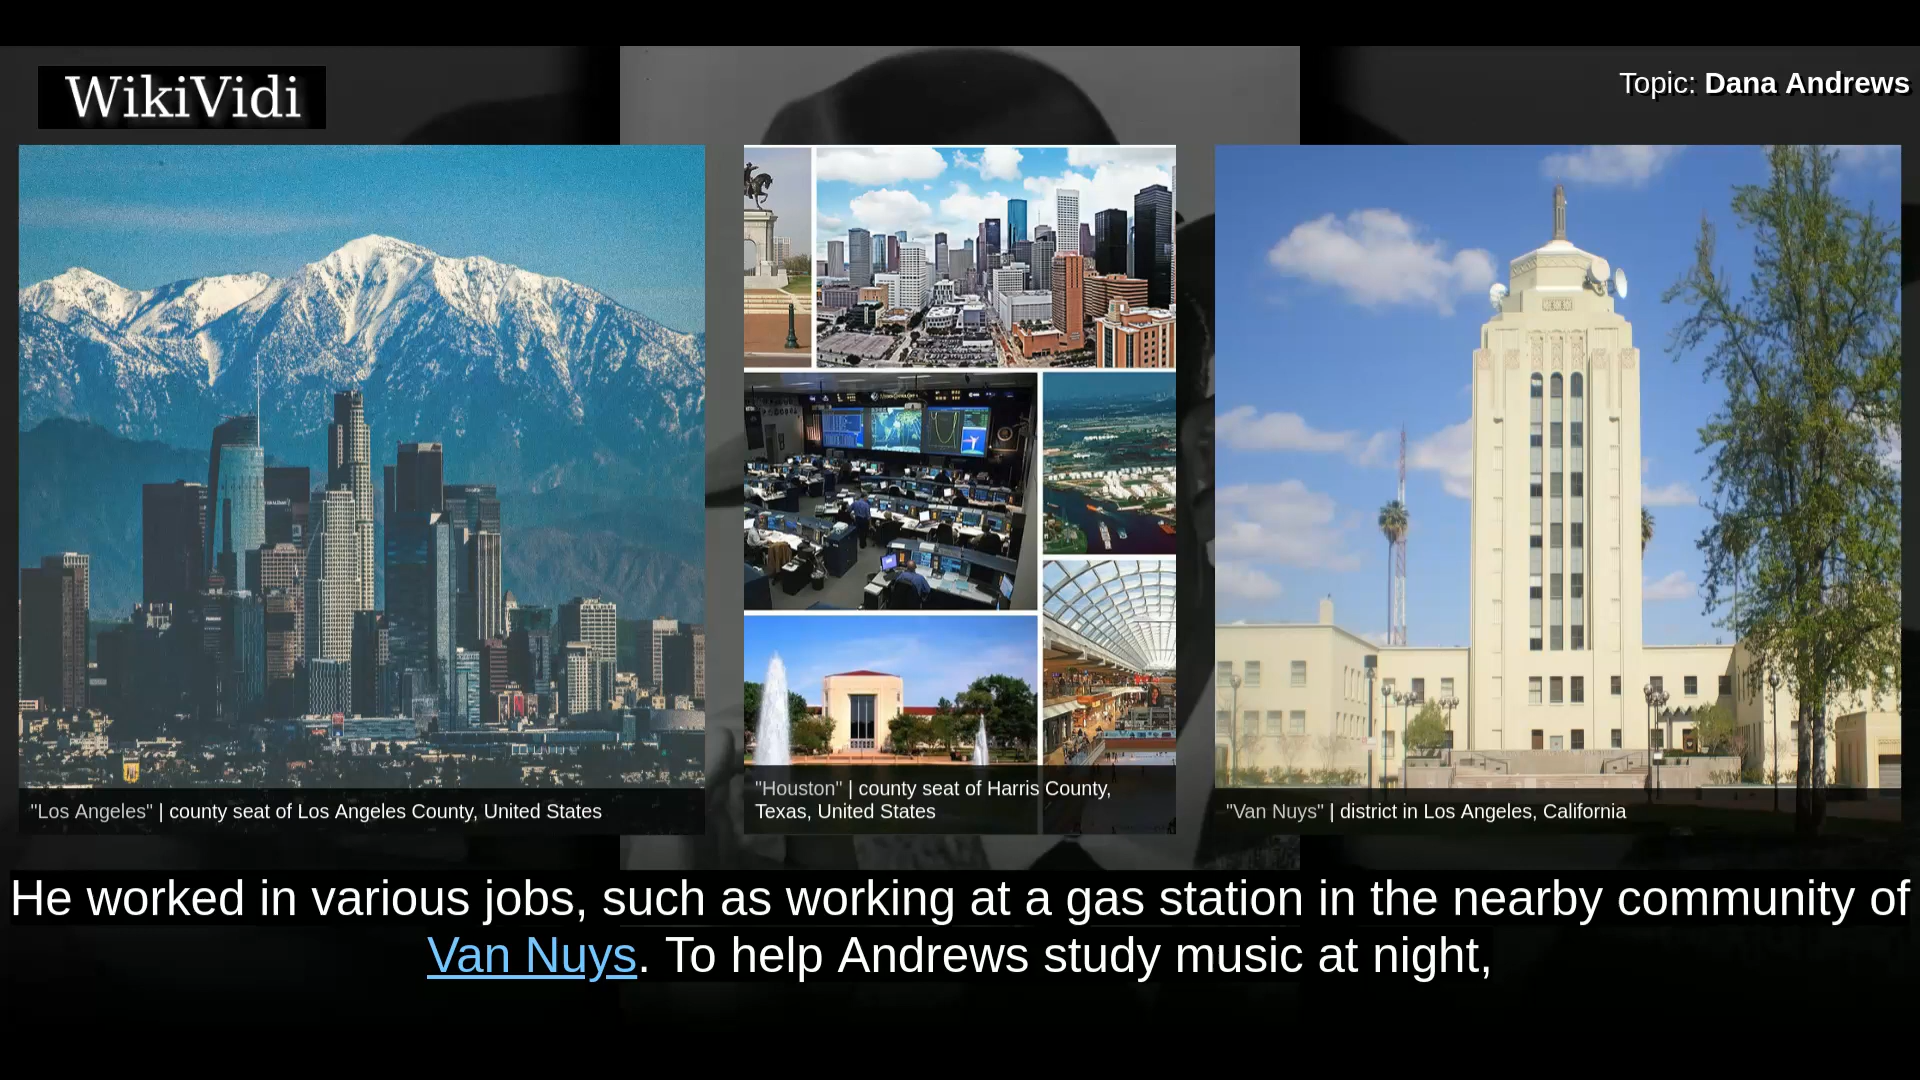 WikiVidi
Topic: Dana Andrews
"Los Angeles" | county seat of Los Angeles County, United States
"Houston" | county seat of Harris County,
Texas, United States
"Van Nuys" | district in Los Angeles, California
He worked in various jobs, such as working at a gas station in the nearby community of
Van Nuys. To help Andrews study music at night,